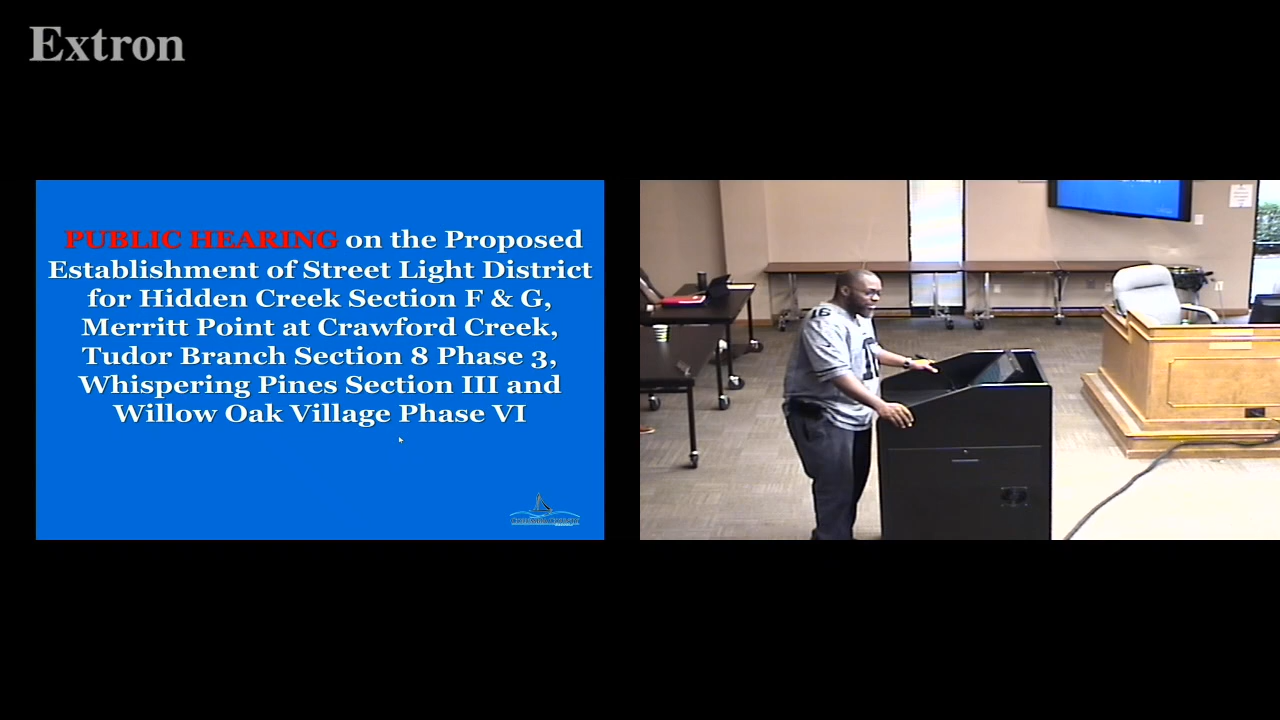 Extron
PUBLIC HEARING on the Proposed
Establishment of Street Light District
for Hidden Creek Section F & G,
Merritt Point at Crawford Creek,
Tudor Branch Section 8 Phase 3,
Whispering Pines Section III and
Willow Oak Village Phase VI
16